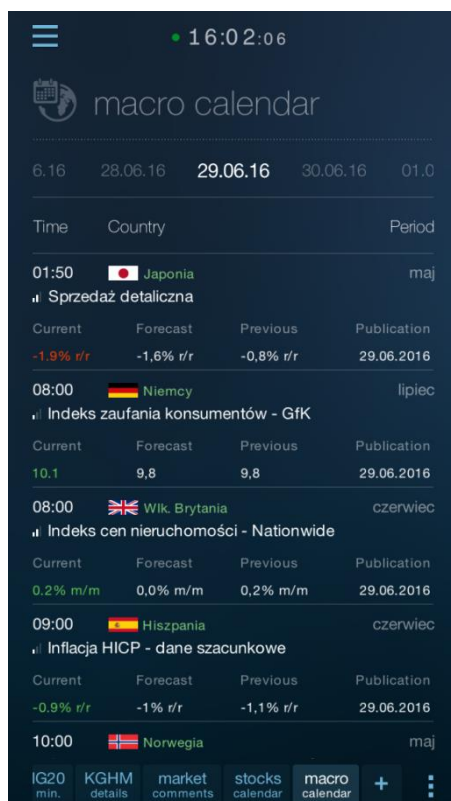 16:02:06
macro calendar
6.16 28.06.16 29.06.16 30.06.16 01.0
Time Country Period
01:50 Japonia maj
Sprzedaż detaliczna
Current Forecast Previous Publication
-1.9% r/r -1,6% r/r -0,8% r/r 29.06.2016
08:00 Niemcy lipiec
Indeks zaufania konsumentów - GfK
Current Forecast Previous Publication
10.1 9,8 9,8 29.06.2016
08:00 Wlk. Brytania czerwiec
Indeks cen nieruchomości - Nationwide
Current Forecast Previous Publication
0.2% m/m 0,0% m/m 0,2% m/m 29.06.2016
09:00 Hiszpania czerwiec
Inflacja HICP - dane szacunkowe
Current Forecast Previous Publication
-0.9% r/r -1% r/r -1,1% r/r 29.06.2016
10:00 Norwegia maj
IG20 KGHM market stocks macro +
min. details comments calendar calendar